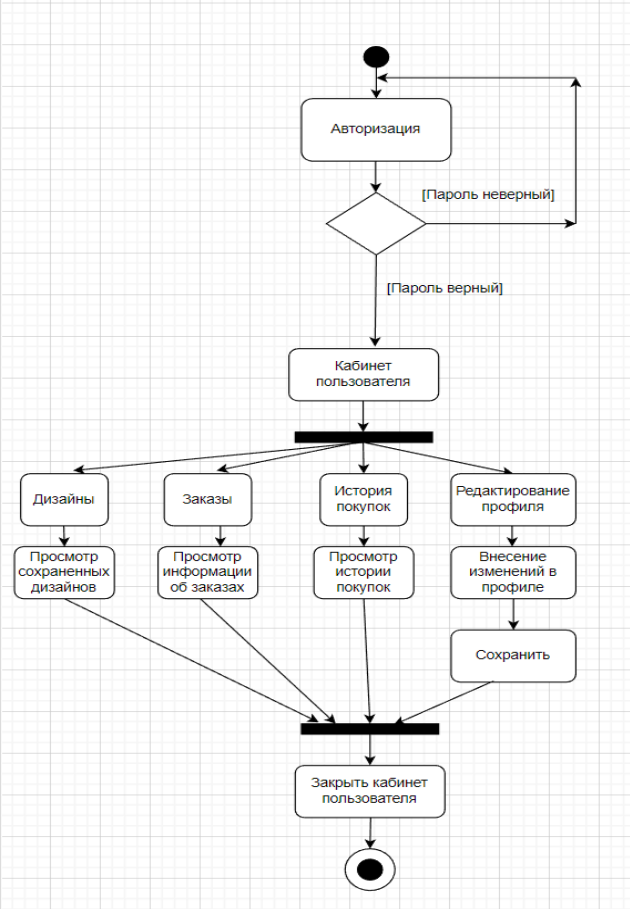 Авторизация
[Пароль неверный]
[Пароль верный]
Кабинет
пользователя
Дизайны
Заказы
История
покупок
Редактирование
профиля
Просмотр
сохраненных
дизайнов
Просмотр
информации
об заказах
Просмотр
истории
покупок
Внесение
изменений в
профиле
Сохранить
Закрыть кабинет
пользователя